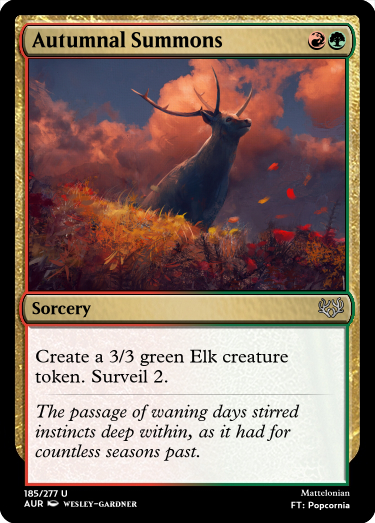 Autumnal Summons
Sorcery
Create a 3/3 green Elk creature
token. Surveil 2.
The passage of waning days stirred
instincts deep within, as it had for
countless seasons past.
185/277 U
Mattelonian
AUR WESLEY-GARDNER
FT: Popcornia